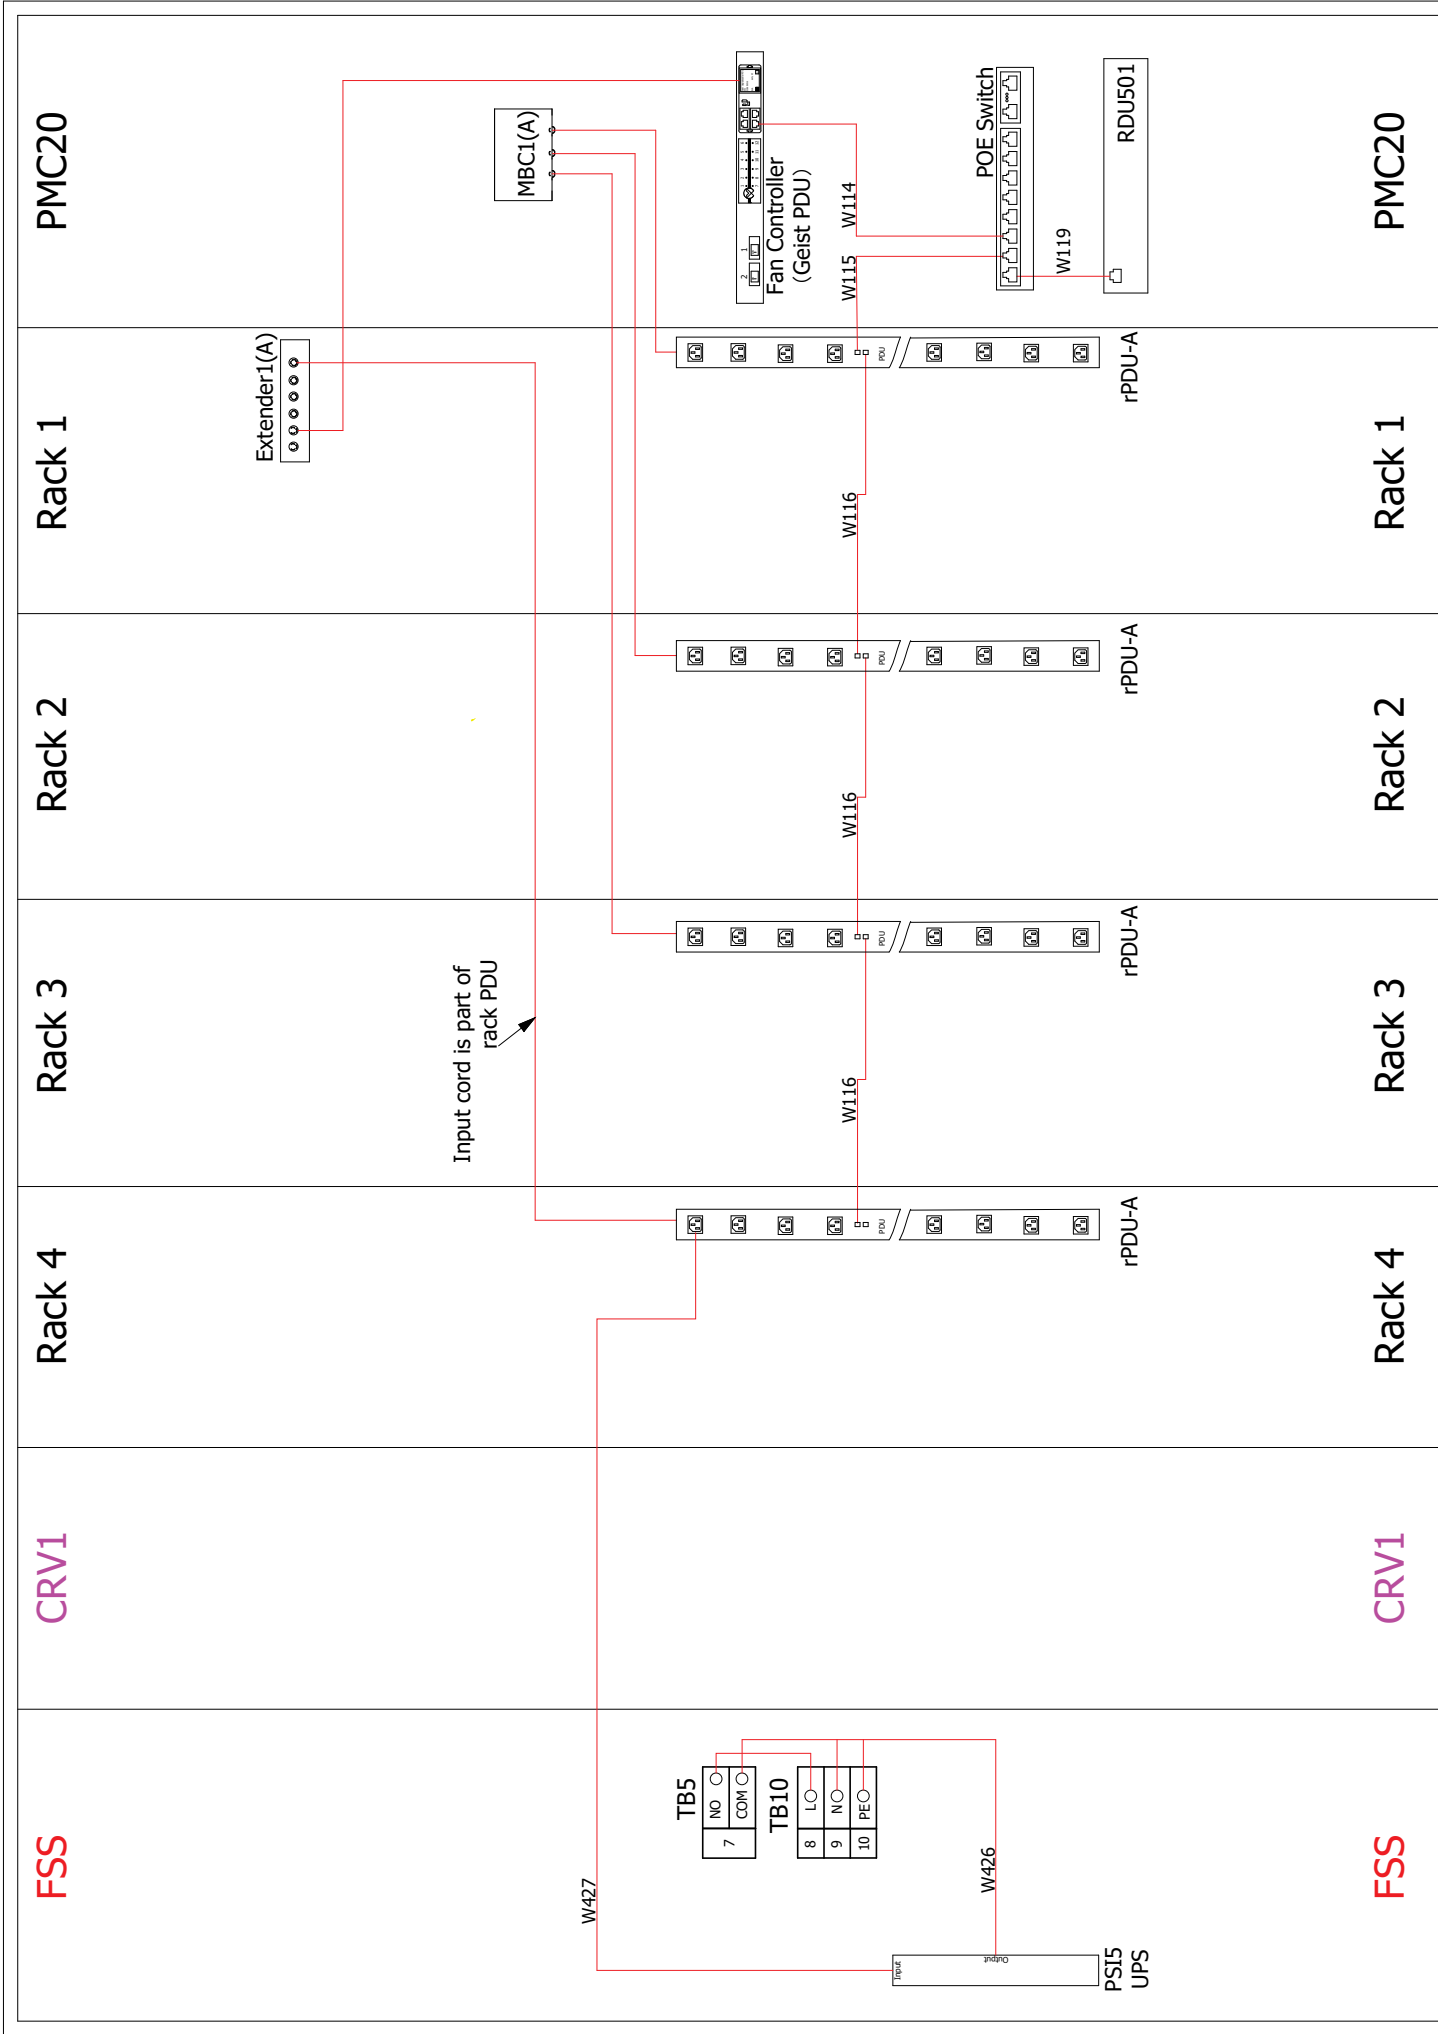 FSS
CRV1
Rack 4
Rack 3
Rack 2
Rack 1
PMC20
Extender1(A)
Input cord is part of
rack PDU
MBC1(A)
W427
TB5
NO
COM
7
TB10
L
N
PE
8
9
10
W426
Input
Output
PSI5
UPS
2
1
Fan Controller
(Geist PDU)
W116
W116
W116
W115
W114
PDU
PDU
PDU
PDU
POE Switch
W119
RDU501
rPDU-A
rPDU-A
rPDU-A
rPDU-A
FSS
CRV1
Rack 4
Rack 3
Rack 2
Rack 1
PMC20